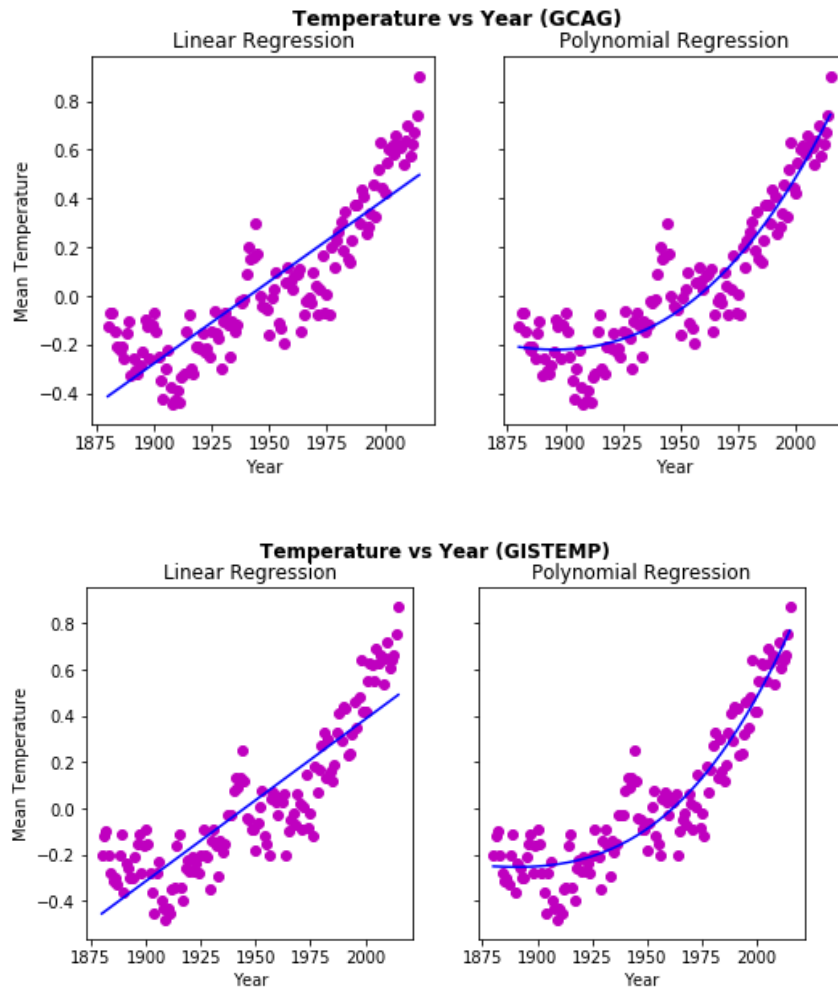 Temperature vs Year (GCAG)
Linear Regression
Polynomial Regression
Mean Temperature
0.8
0.6
0.4
0.2
0.0
−0.2
−0.4
1875 1900 1925 1950 1975 2000
Year
1875 1900 1925 1950 1975 2000
Year
Temperature vs Year (GISTEMP)
Linear Regression
Polynomial Regression
Mean Temperature
0.8
0.6
0.4
0.2
0.0
−0.2
−0.4
1875 1900 1925 1950 1975 2000
Year
1875 1900 1925 1950 1975 2000
Year